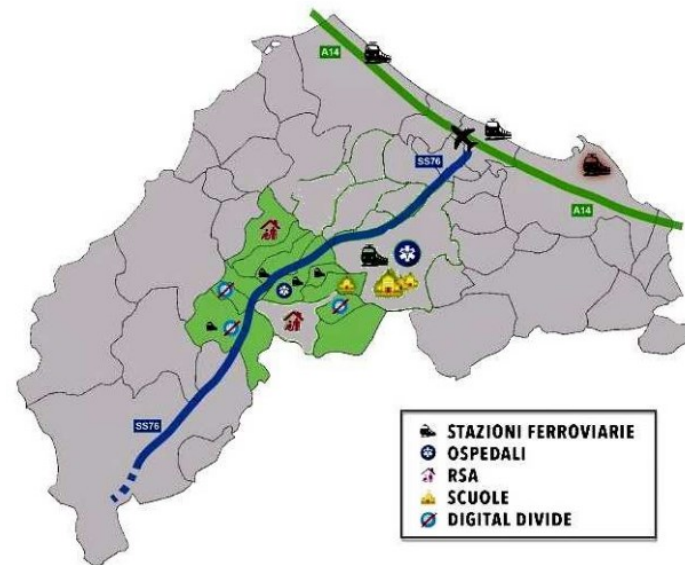 A14
SS76
A14
SS76
STAZIONI FERROVIARIE
OSPEDALI
RSA
SCUOLE
DIGITAL DIVIDE